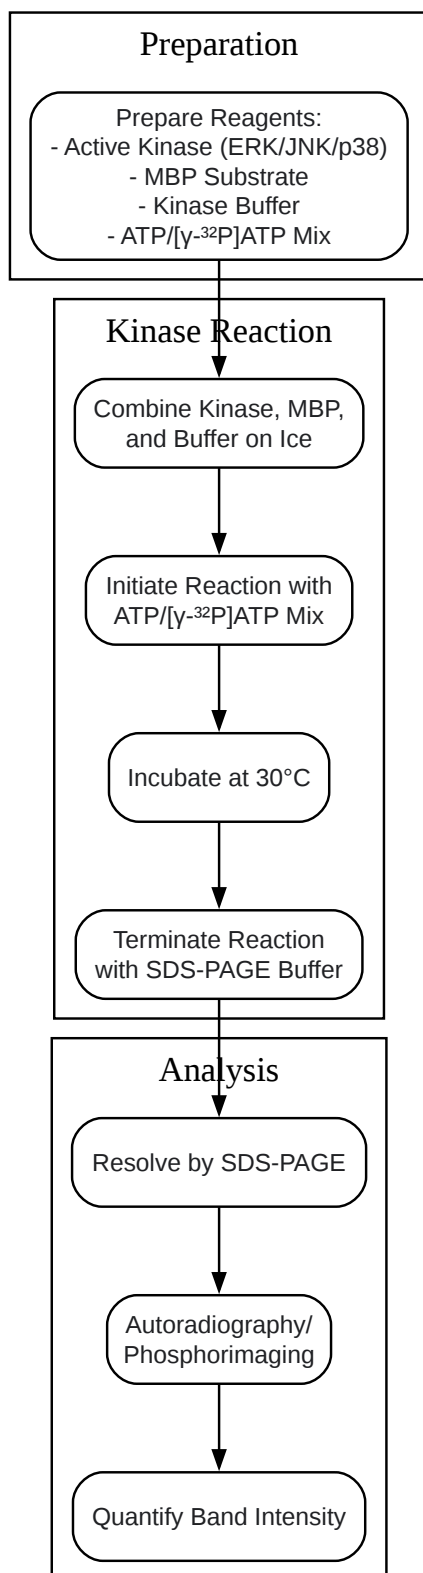 Preparation
Prepare Reagents:
- Active Kinase (ERK/JNK/p38)
- MBP Substrate
- Kinase Buffer
- ATP/[γ-³²P]ATP Mix
Kinase Reaction
Combine Kinase, MBP,
and Buffer on Ice
Initiate Reaction with
ATP/[γ-³²P]ATP Mix
Incubate at 30°C
Terminate Reaction
with SDS-PAGE Buffer
Analysis
Resolve by SDS-PAGE
Autoradiography/
Phosphorimaging
Quantify Band Intensity